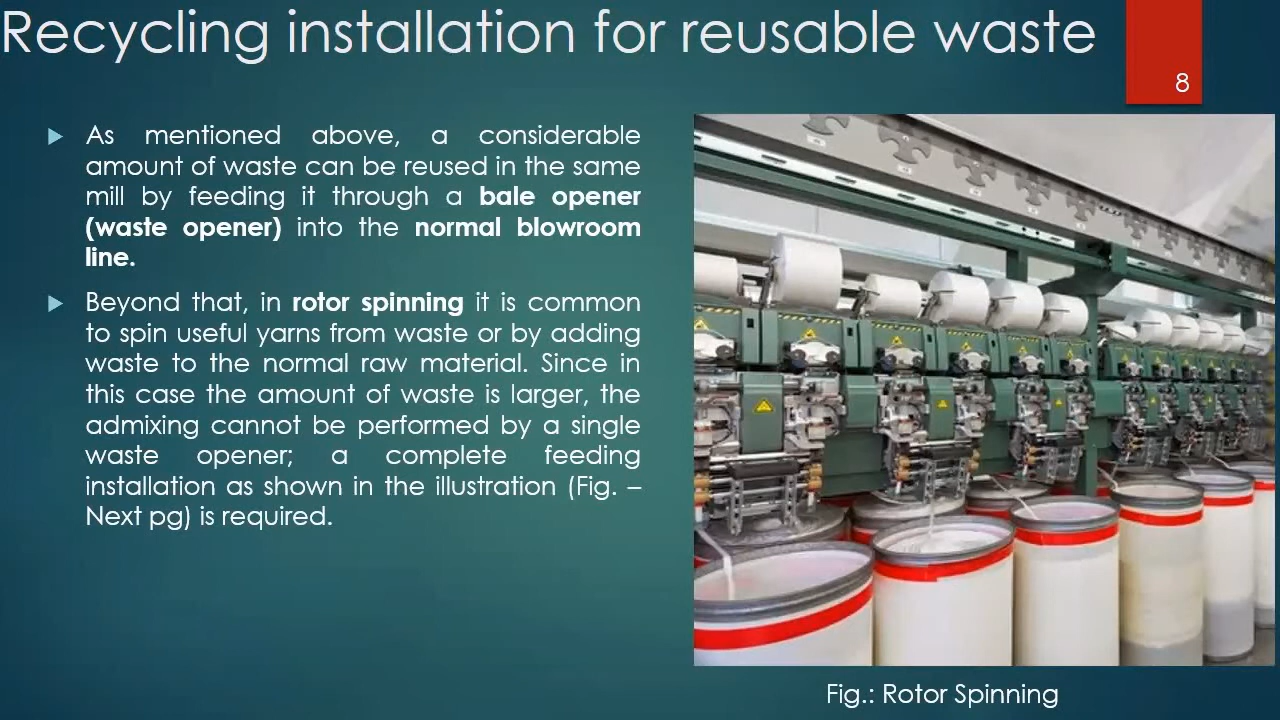 Recycling installation for reusable waste
8
As mentioned above, a considerable
amount of waste can be reused in the same
mill by feeding it through a bale opener
(waste opener) into the normal blowroom
line.
Beyond that, in rotor spinning it is common
to spin useful yarns from waste or by adding
waste to the normal raw material. Since in
this case the amount of waste is larger, the
admixing cannot be performed by a single
waste opener; a complete feeding
installation as shown in the illustration (Fig. –
Next pg) is required.
Fig.: Rotor Spinning